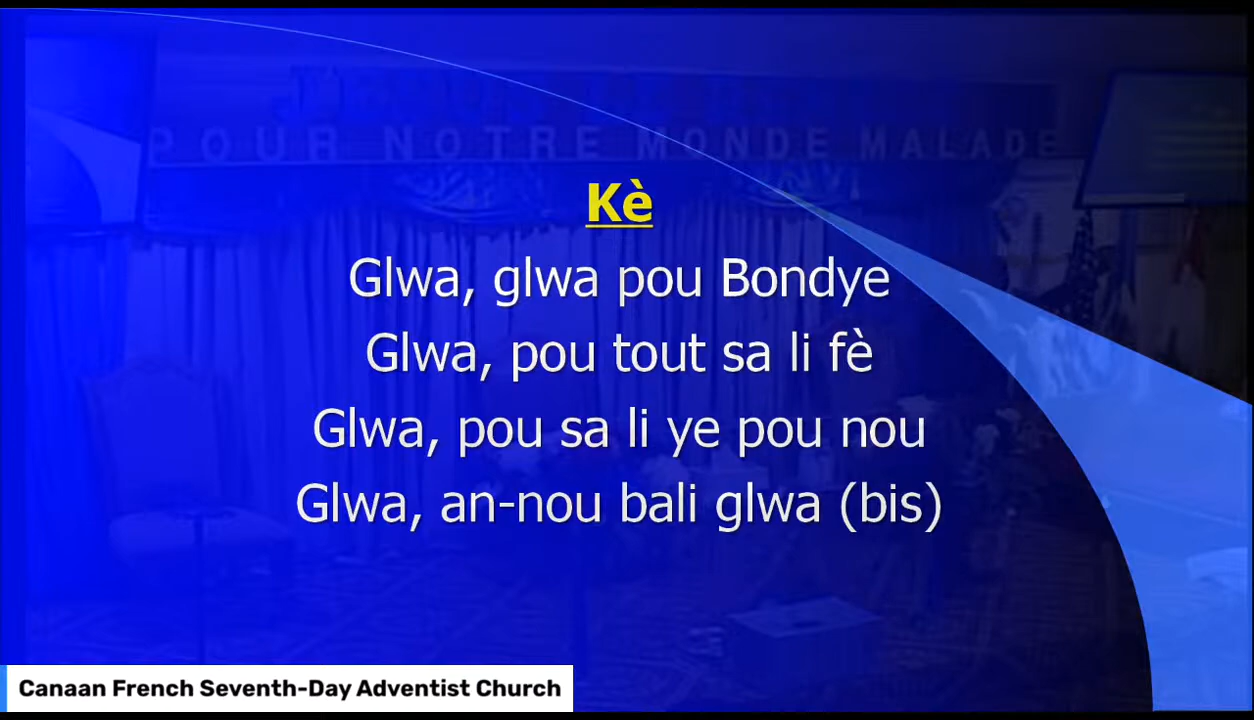 POUR NOTRE MONDE MALADE
Kè
Glwa, glwa pou Bondye
Glwa, pou tout sa li fè
Glwa, pou sa li ye pou nou
Glwa, an-nou bali glwa (bis)
Canaan French Seventh-Day Adventist Church